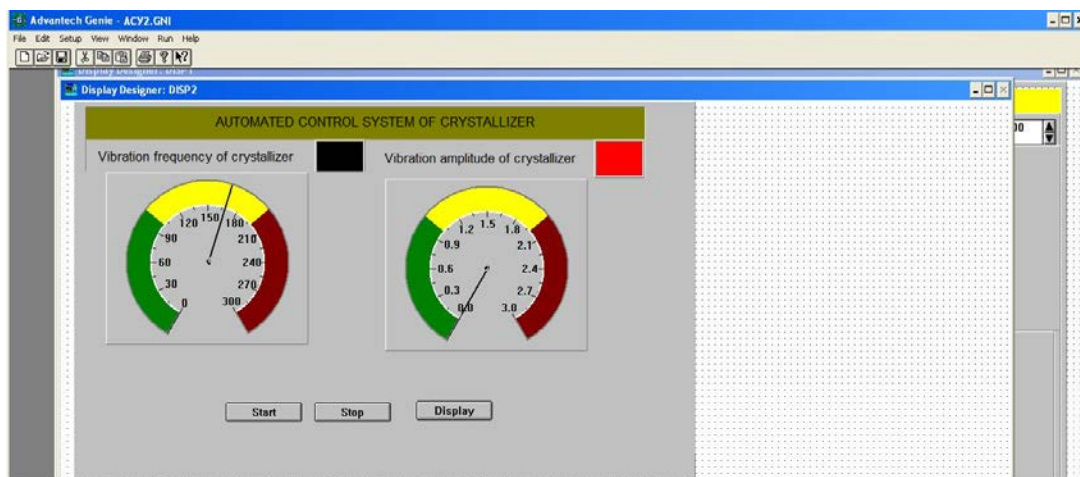 Advantech Genie - ACY2.GNI
File Edit Setup View Window Run Help
Display Designer: DISP1
Display Designer: DISP2
AUTOMATED CONTROL SYSTEM OF CRYSTALLIZER
Vibration frequency of crystallizer
Vibration amplitude of crystallizer
0 30 60 90 120 150 180 210 240 270 300
0.0 0.3 0.6 0.9 1.2 1.5 1.8 2.1 2.4 2.7 3.0
Start Stop Display